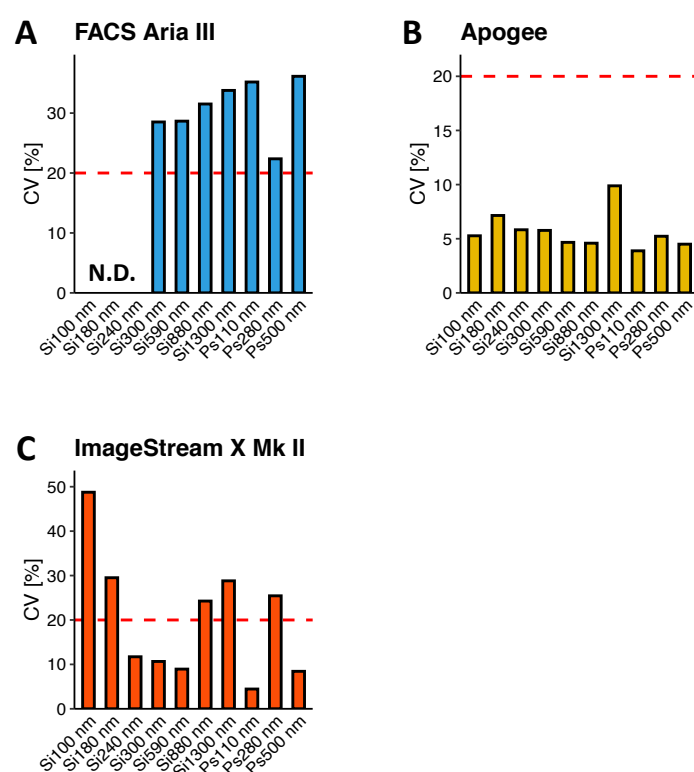 A FACS Aria III
CV [%]
30
20
10
0
N.D.
Si100 nm
Si180 nm
Si240 nm
Si300 nm
Si590 nm
Si880 nm
Si1300 nm
Ps110 nm
Ps280 nm
Ps500 nm
B Apogee
CV [%]
20
15
10
5
0
Si100 nm
Si180 nm
Si240 nm
Si300 nm
Si590 nm
Si880 nm
Si1300 nm
Ps110 nm
Ps280 nm
Ps500 nm
C ImageStream X Mk II
CV [%]
50
40
30
20
10
0
Si100 nm
Si180 nm
Si240 nm
Si300 nm
Si590 nm
Si880 nm
Si1300 nm
Ps110 nm
Ps280 nm
Ps500 nm